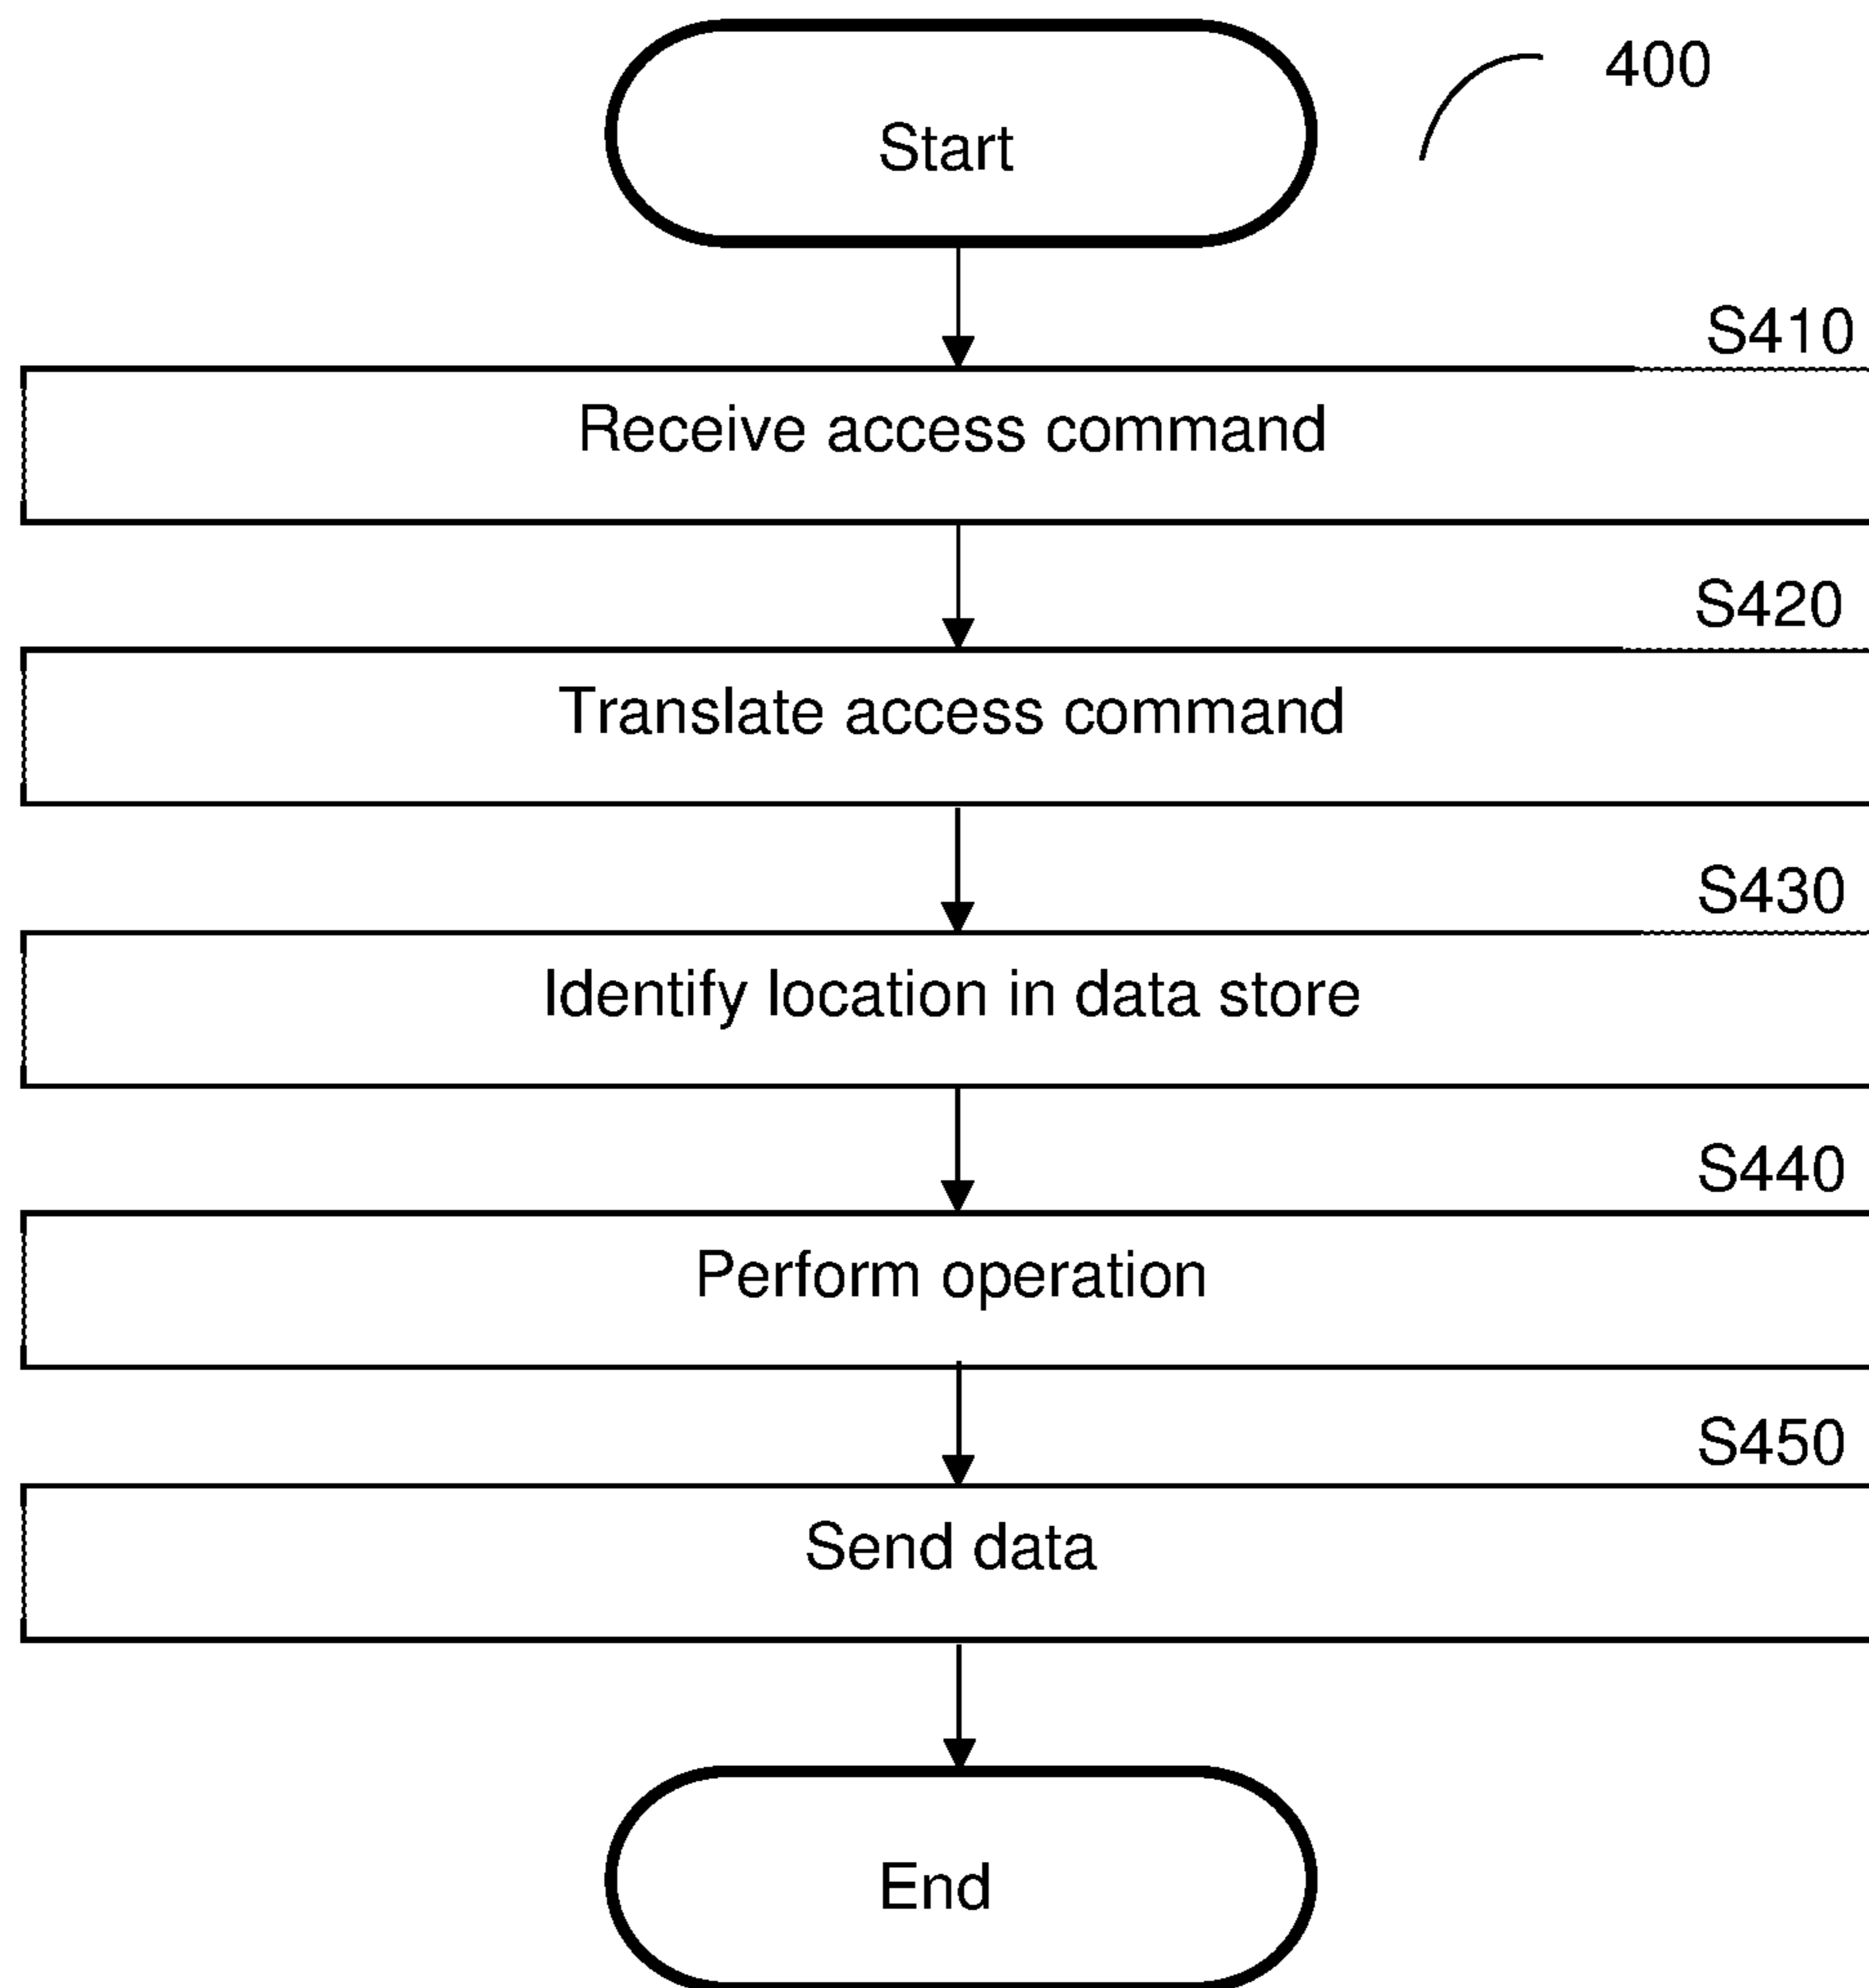 Start
400
S410
Receive access command
S420
Translate access command
S430
Identify location in data store
S440
Perform operation
S450
Send data
End